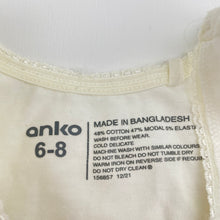 anko
6-8
MADE IN BANGLADESH
48% COTTON 47% MODAL 5% ELASTA
WASH BEFORE WEAR.
COLD DELICATE
MACHINE WASH WITH SIMILAR COLOURS.
DO NOT BLEACH DO NOT TUMBLE DRY
WARM IRON ON REVERSE SIDE IF REQU
DO NOT DRY CLEAN
156857 12/21